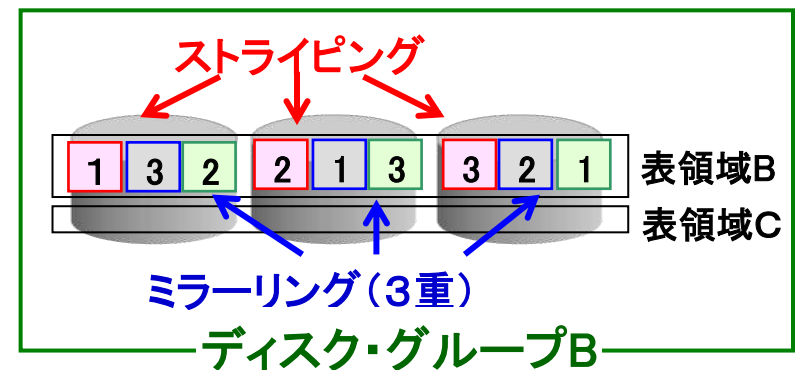 ストライピング
1 3 2 2 1 3 3 2 1 表領域B
表領域C
ミラーリング(3重)
ディスク・グループB